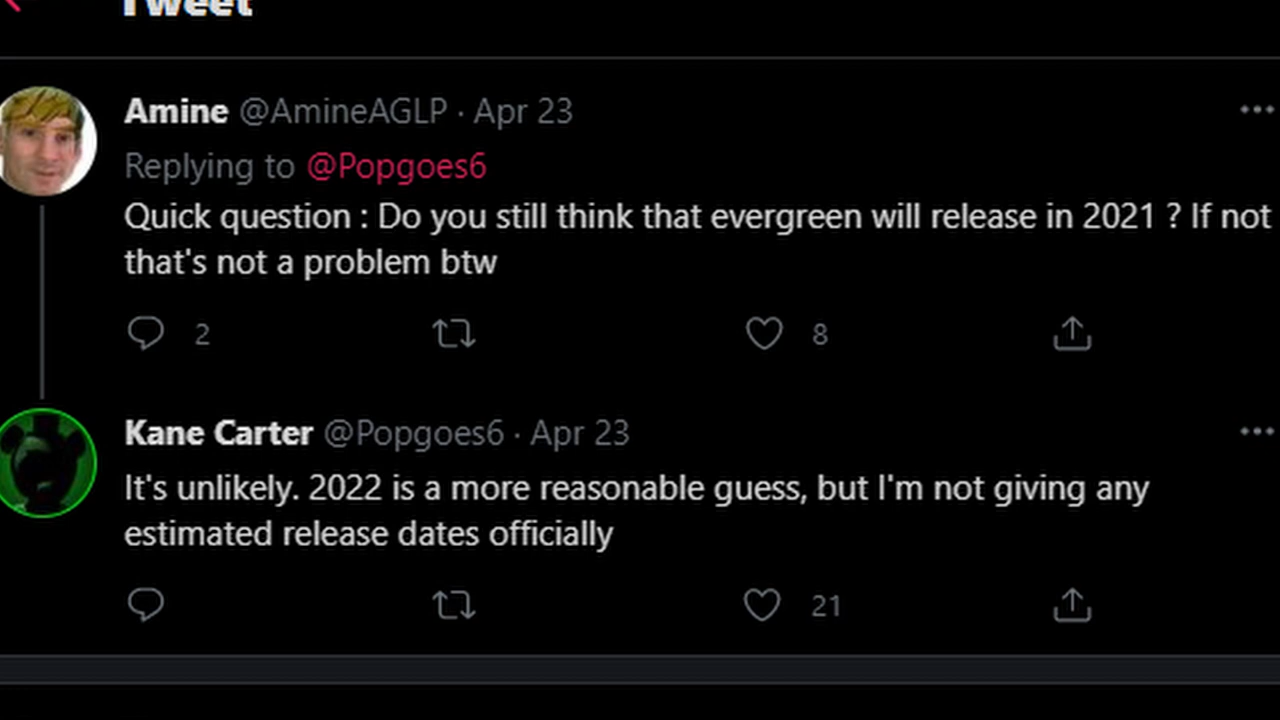 Tweet
Amine @AmineAGLP · Apr 23
Replying to @Popgoes6
Quick question : Do you still think that evergreen will release in 2021 ? If not
that's not a problem btw
2 8
Kane Carter @Popgoes6 · Apr 23
It's unlikely. 2022 is a more reasonable guess, but I'm not giving any
estimated release dates officially
21